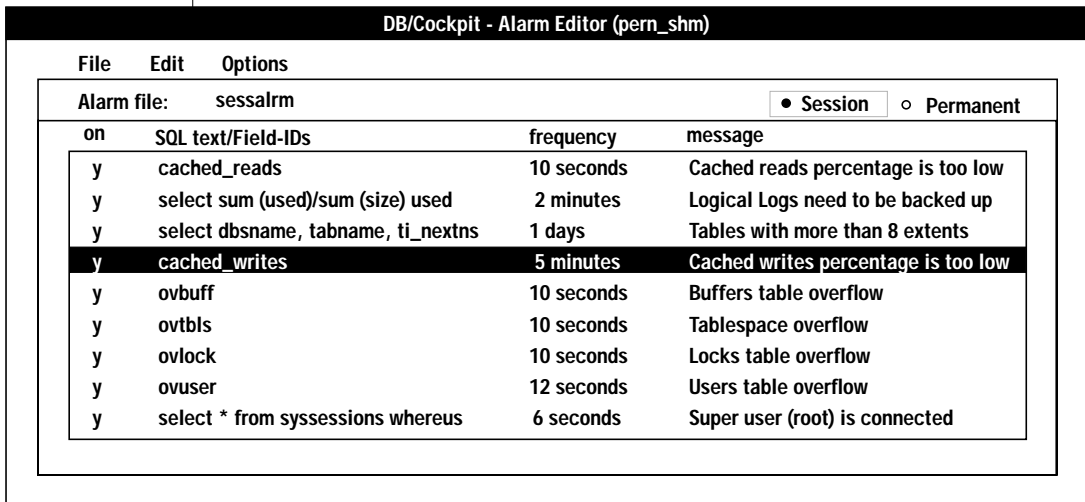 DB/Cockpit - Alarm Editor (pern_shm)
File Edit Options
Alarm file: sessalrm Session Permanent
on SQL text/Field-IDs frequency message
y cached_reads 10 seconds Cached reads percentage is too low
y select sum (used)/sum (size) used 2 minutes Logical Logs need to be backed up
y select dbsname, tabname, ti_nextns 1 days Tables with more than 8 extents
y cached_writes 5 minutes Cached writes percentage is too low
y ovbuff 10 seconds Buffers table overflow
y ovtbls 10 seconds Tablespace overflow
y ovlock 10 seconds Locks table overflow
y ovuser 12 seconds Users table overflow
y select * from syssessions whereus 6 seconds Super user (root) is connected